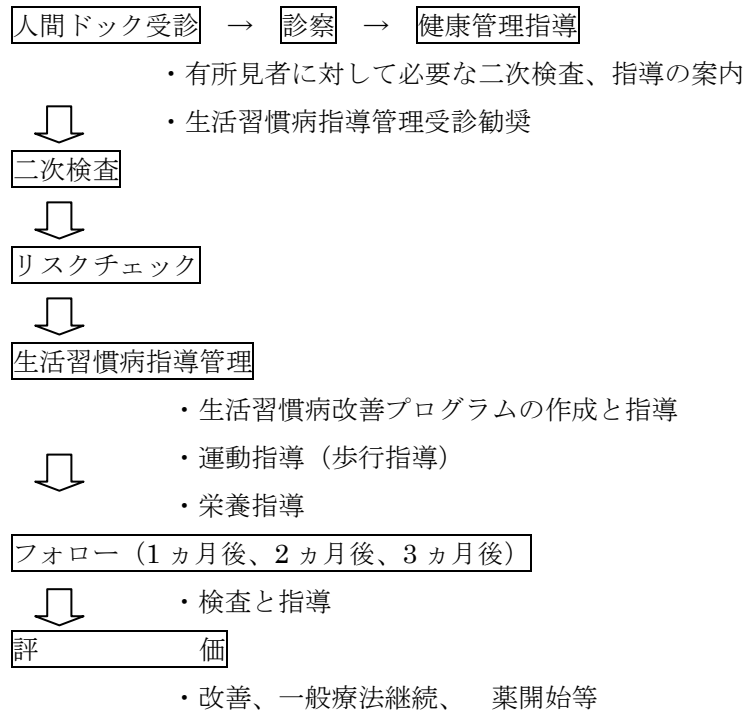 人間ドック受診 → 診察 → 健康管理指導
・有所見者に対して必要な二次検査、指導の案内
・生活習慣病指導管理受診勧奨
二次検査
リスクチェック
生活習慣病指導管理
・生活習慣病改善プログラムの作成と指導
・運動指導（歩行指導）
・栄養指導
フォロー（1ヵ月後、2ヵ月後、3ヵ月後）
・検査と指導
評　　　　　　価
・改善、一般療法継続、　薬開始等